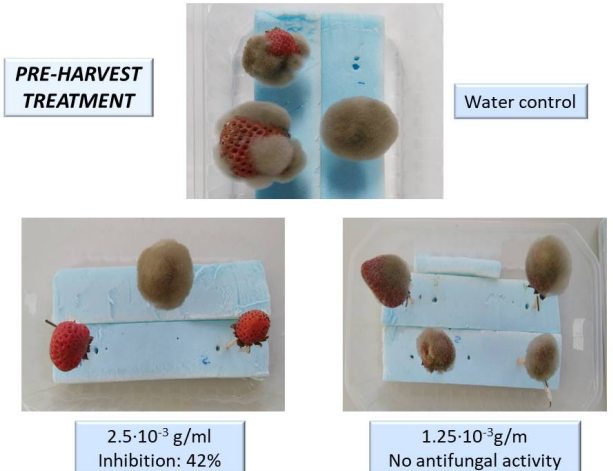 PRE-HARVEST
TREATMENT
Water control
2.5·10⁻³ g/ml
Inhibition: 42%
1.25·10⁻³g/m
No antifungal activity